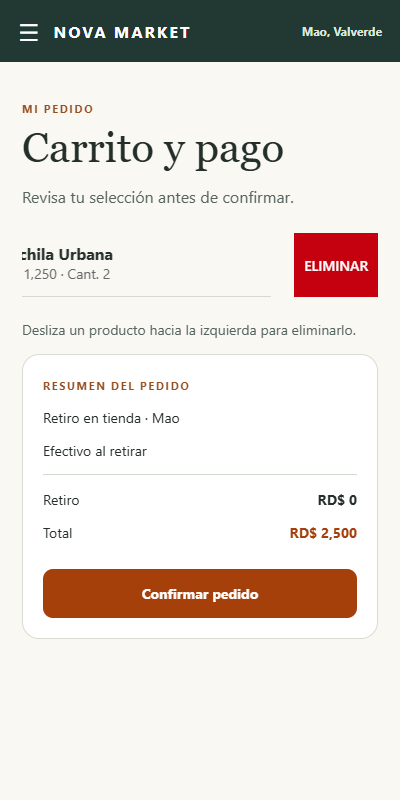 NOVA MARKET
Mao, Valverde
MI PEDIDO
Carrito y pago
Revisa tu selección antes de confirmar.
chila Urbana
1,250 · Cant. 2
ELIMINAR
Desliza un producto hacia la izquierda para eliminarlo.
RESUMEN DEL PEDIDO
Retiro en tienda · Mao
Efectivo al retirar
Retiro RD$ 0
Total RD$ 2,500
Confirmar pedido